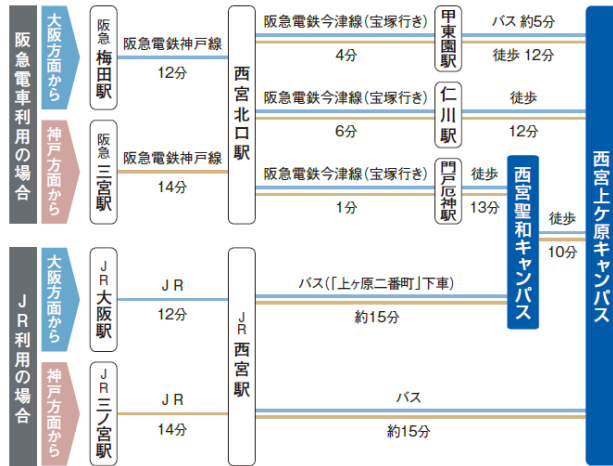 阪急電車利用の場合
大阪方面から
阪急 梅田駅
阪急電鉄神戸線
12分
神戸方面から
阪急 三宮駅
阪急電鉄神戸線
14分
西宮北口駅
阪急電鉄今津線(宝塚行き)
4分
甲東園駅
バス 約5分
徒歩 12分
阪急電鉄今津線(宝塚行き)
6分
仁川駅
徒歩
12分
阪急電鉄今津線(宝塚行き)
1分
門戸厄神駅
徒歩
13分
西宮聖和キャンパス
徒歩
10分
西宮上ケ原キャンパス
JR利用の場合
大阪方面から
JR 大阪駅
JR
12分
神戸方面から
JR 三ノ宮駅
JR
14分
JR 西宮駅
バス(「上ヶ原二番町」下車)
約15分
バス
約15分